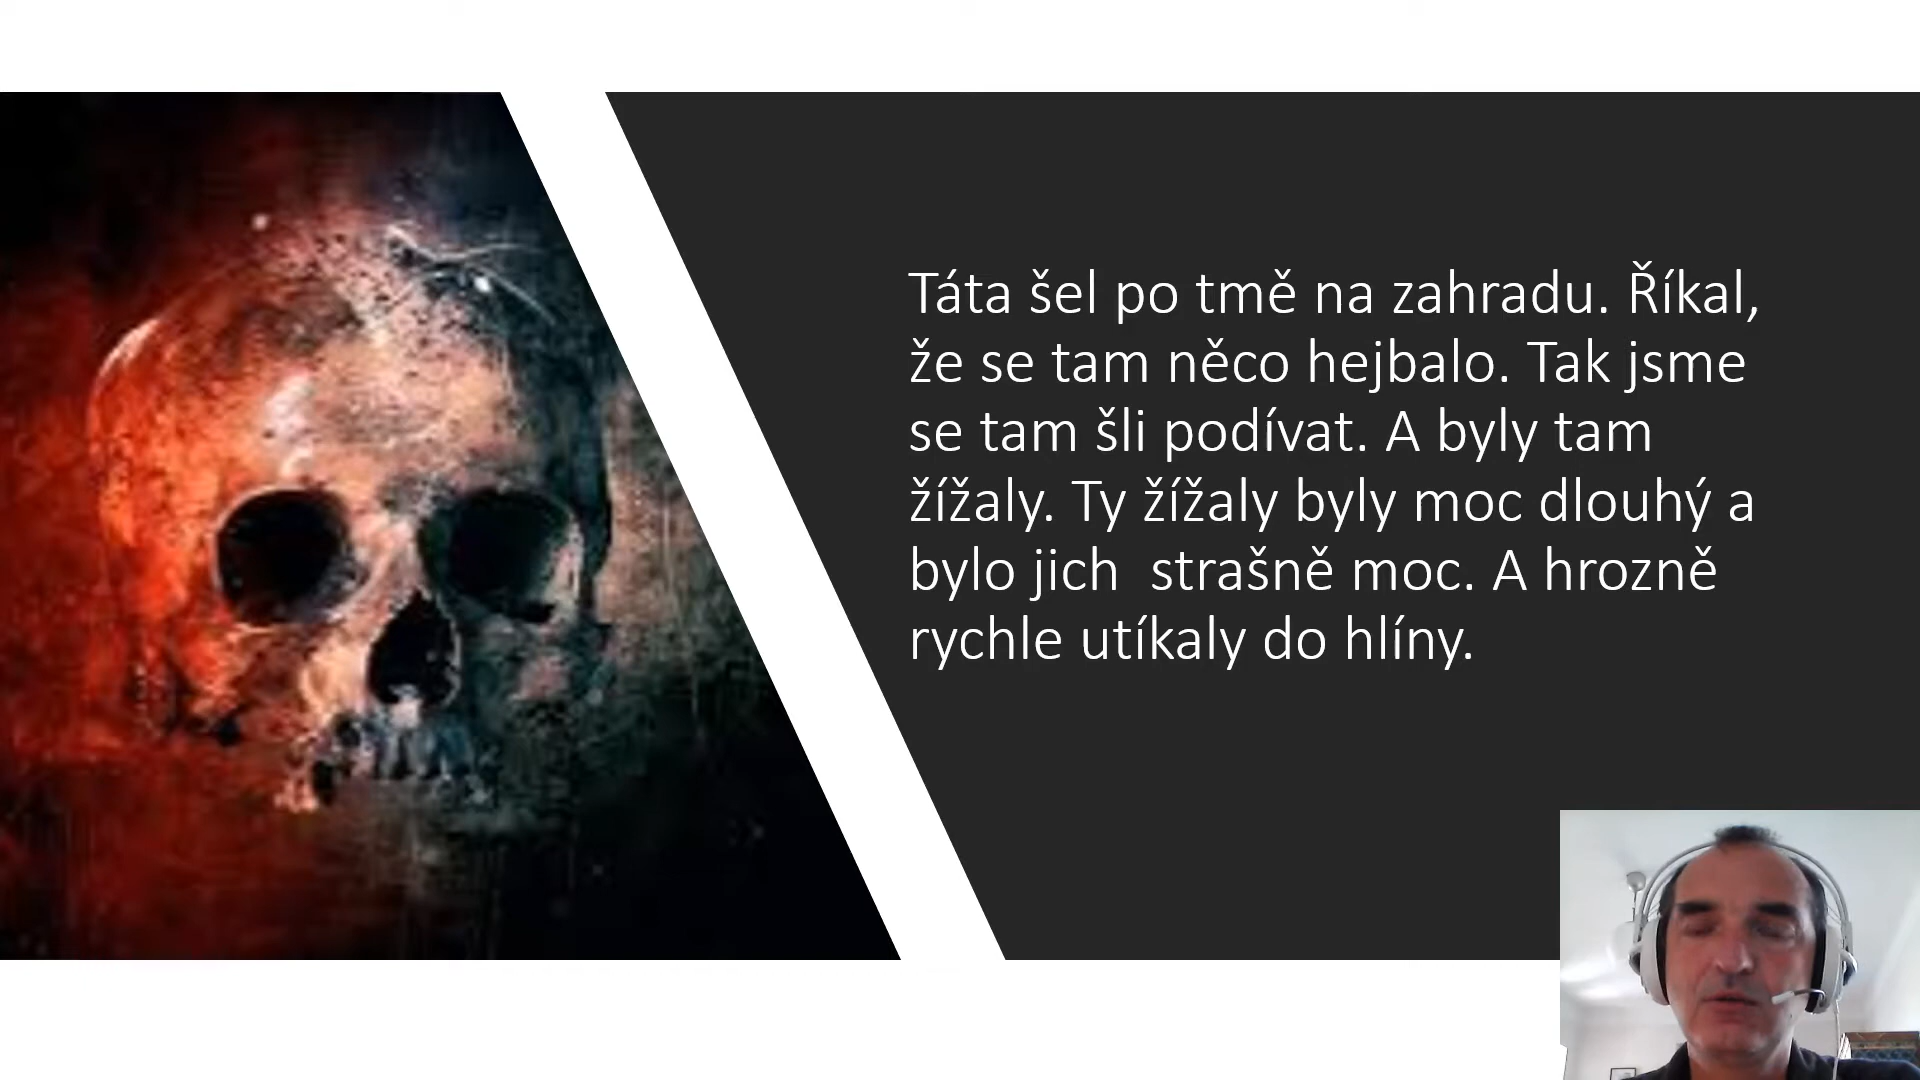 Táta šel po tmě na zahradu. Říkal,
že se tam něco hejbalo. Tak jsme
se tam šli podívat. A byly tam
žížaly. Ty žížaly byly moc dlouhý a
bylo jich  strašně moc. A hrozně
rychle utíkaly do hlíny.